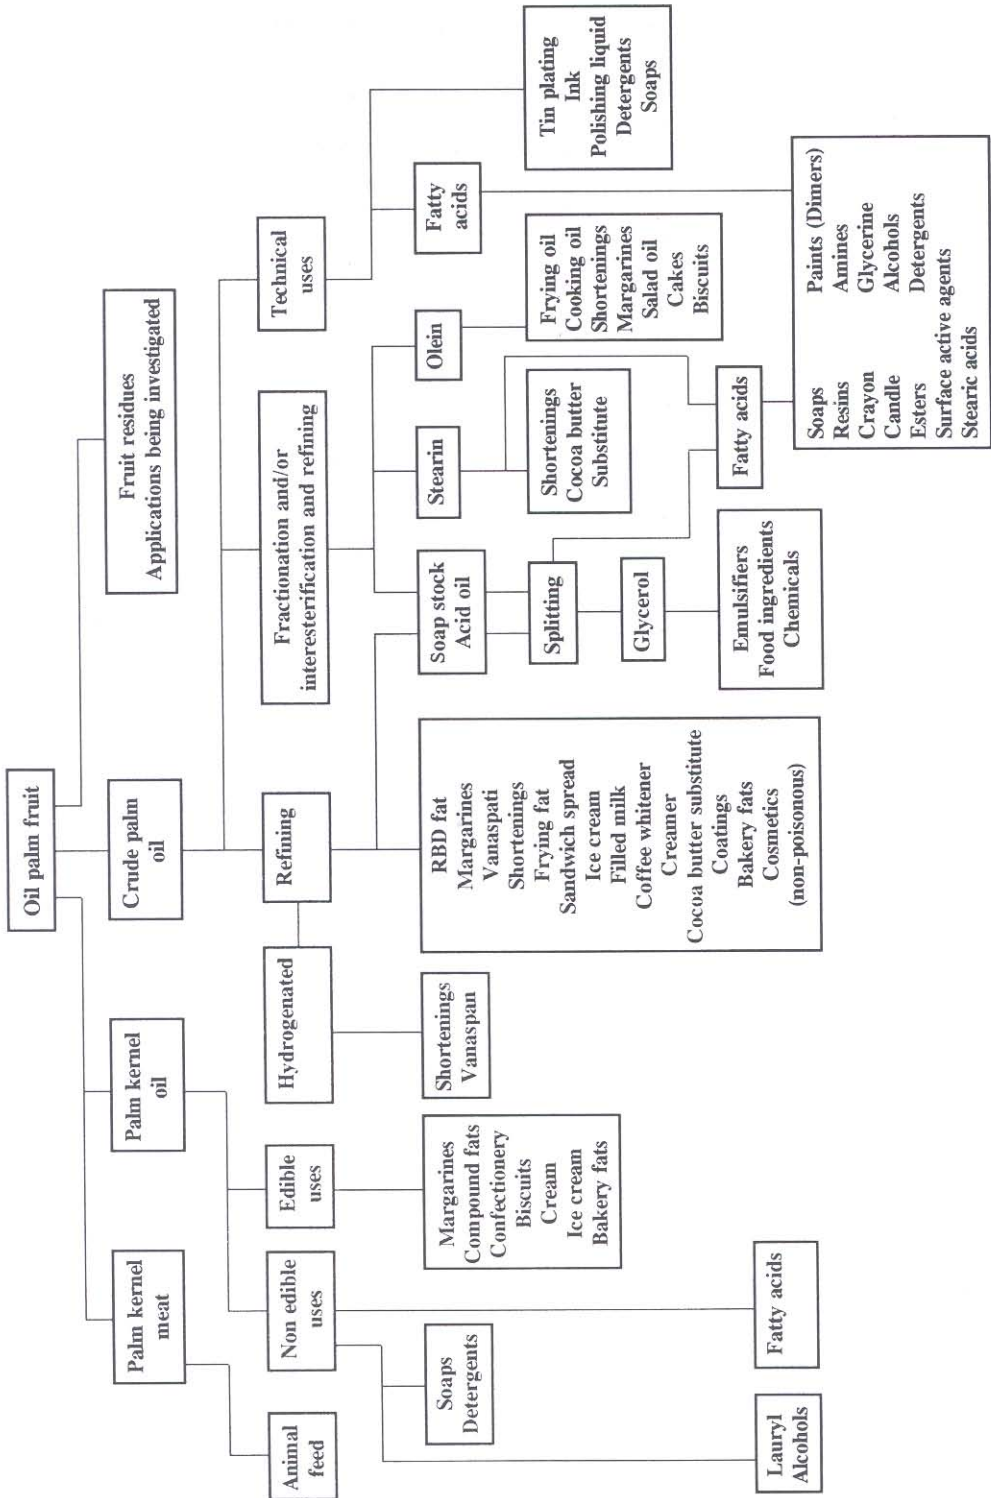 Oil palm fruit
Palm kernel
meat
Palm kernel
oil
Crude palm
oil
Fruit residues
Applications being investigated
Animal
feed
Non edible
uses
Edible
uses
Hydrogenated
Refining
Fractionation and/or
interesterification and refining
Technical
uses
Soaps
Detergents
Margarines
Compound fats
Confectionery
Biscuits
Cream
Ice cream
Bakery fats
Shortenings
Vanaspan
RBD fat
Margarines
Vanaspati
Shortenings
Frying fat
Sandwich spread
Ice cream
Filled milk
Coffee whitener
Creamer
Cocoa butter substitute
Coatings
Bakery fats
Cosmetics
(non-poisonous)
Soap stock
Acid oil
Stearin
Olein
Fatty
acids
Splitting
Shortenings
Cocoa butter
Substitute
Frying oil
Cooking oil
Shortenings
Margarines
Salad oil
Cakes
Biscuits
Tin plating
Ink
Polishing liquid
Detergents
Soaps
Glycerol
Fatty acids
Emulsifiers
Food ingredients
Chemicals
Lauryl
Alcohols
Fatty acids
Soaps Paints (Dimers)
Resins Amines
Crayon Glycerine
Candle Alcohols
Esters Detergents
Surface active agents
Stearic acids